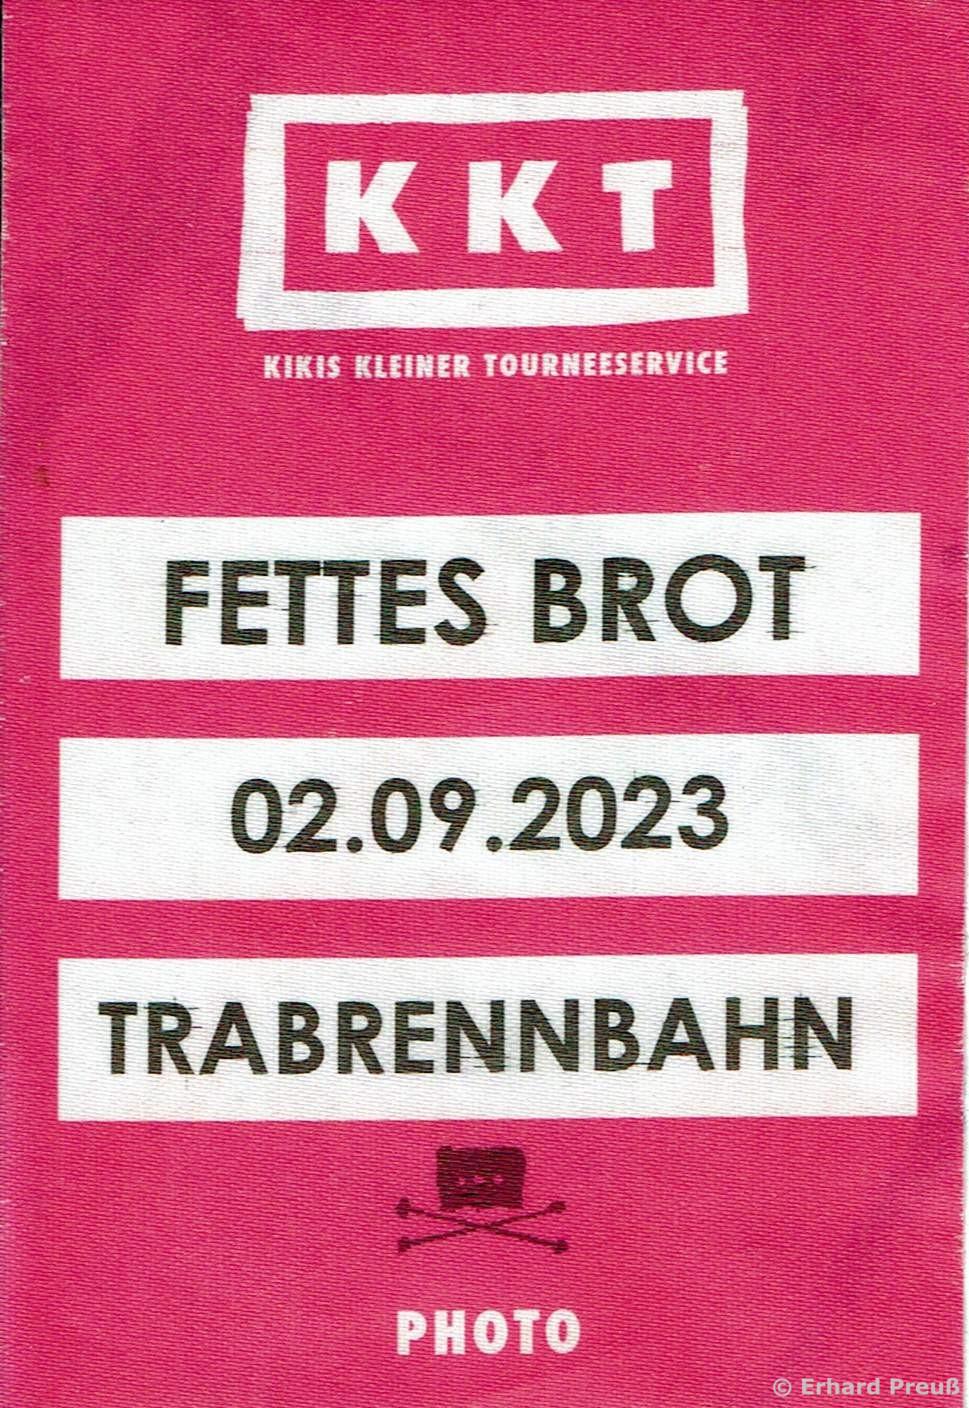 KKT
KIKIS KLEINER TOURNEESERVICE
FETTES BROT
02.09.2023
TRABRENNBAHN
PHOTO
© Erhard Preuß